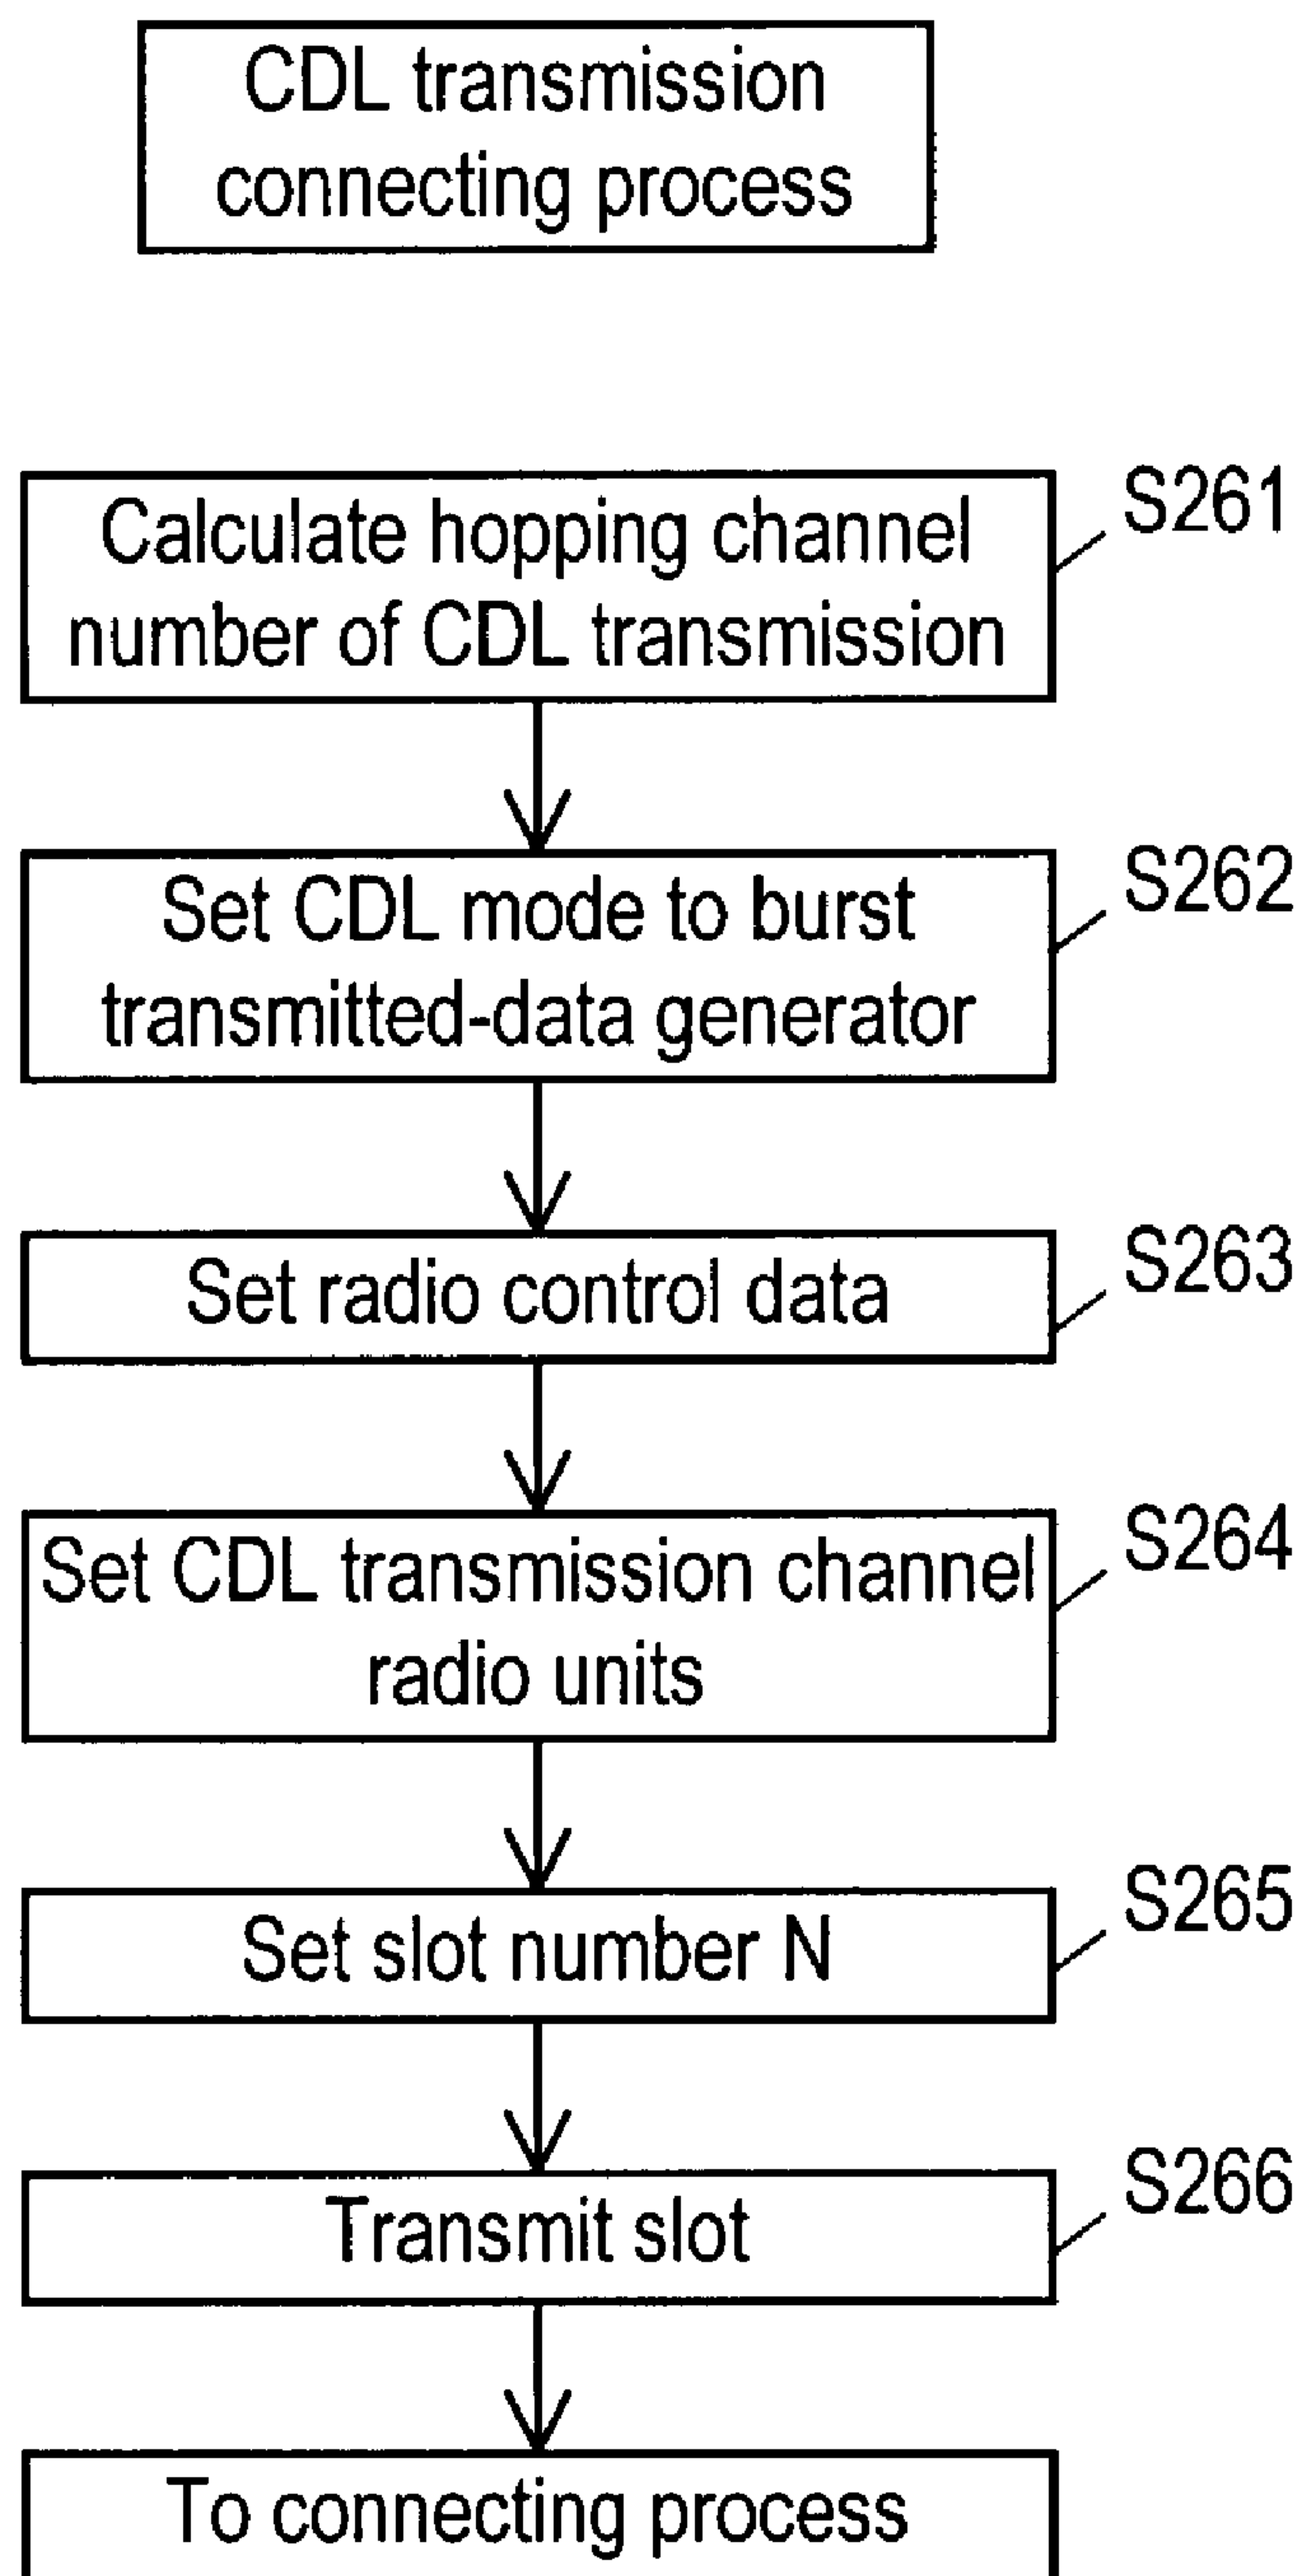 CDL transmission
connecting process
Calculate hopping channel
number of CDL transmission
S261
Set CDL mode to burst
transmitted-data generator
S262
Set radio control data
S263
Set CDL transmission channel
radio units
S264
Set slot number N
S265
Transmit slot
S266
To connecting process